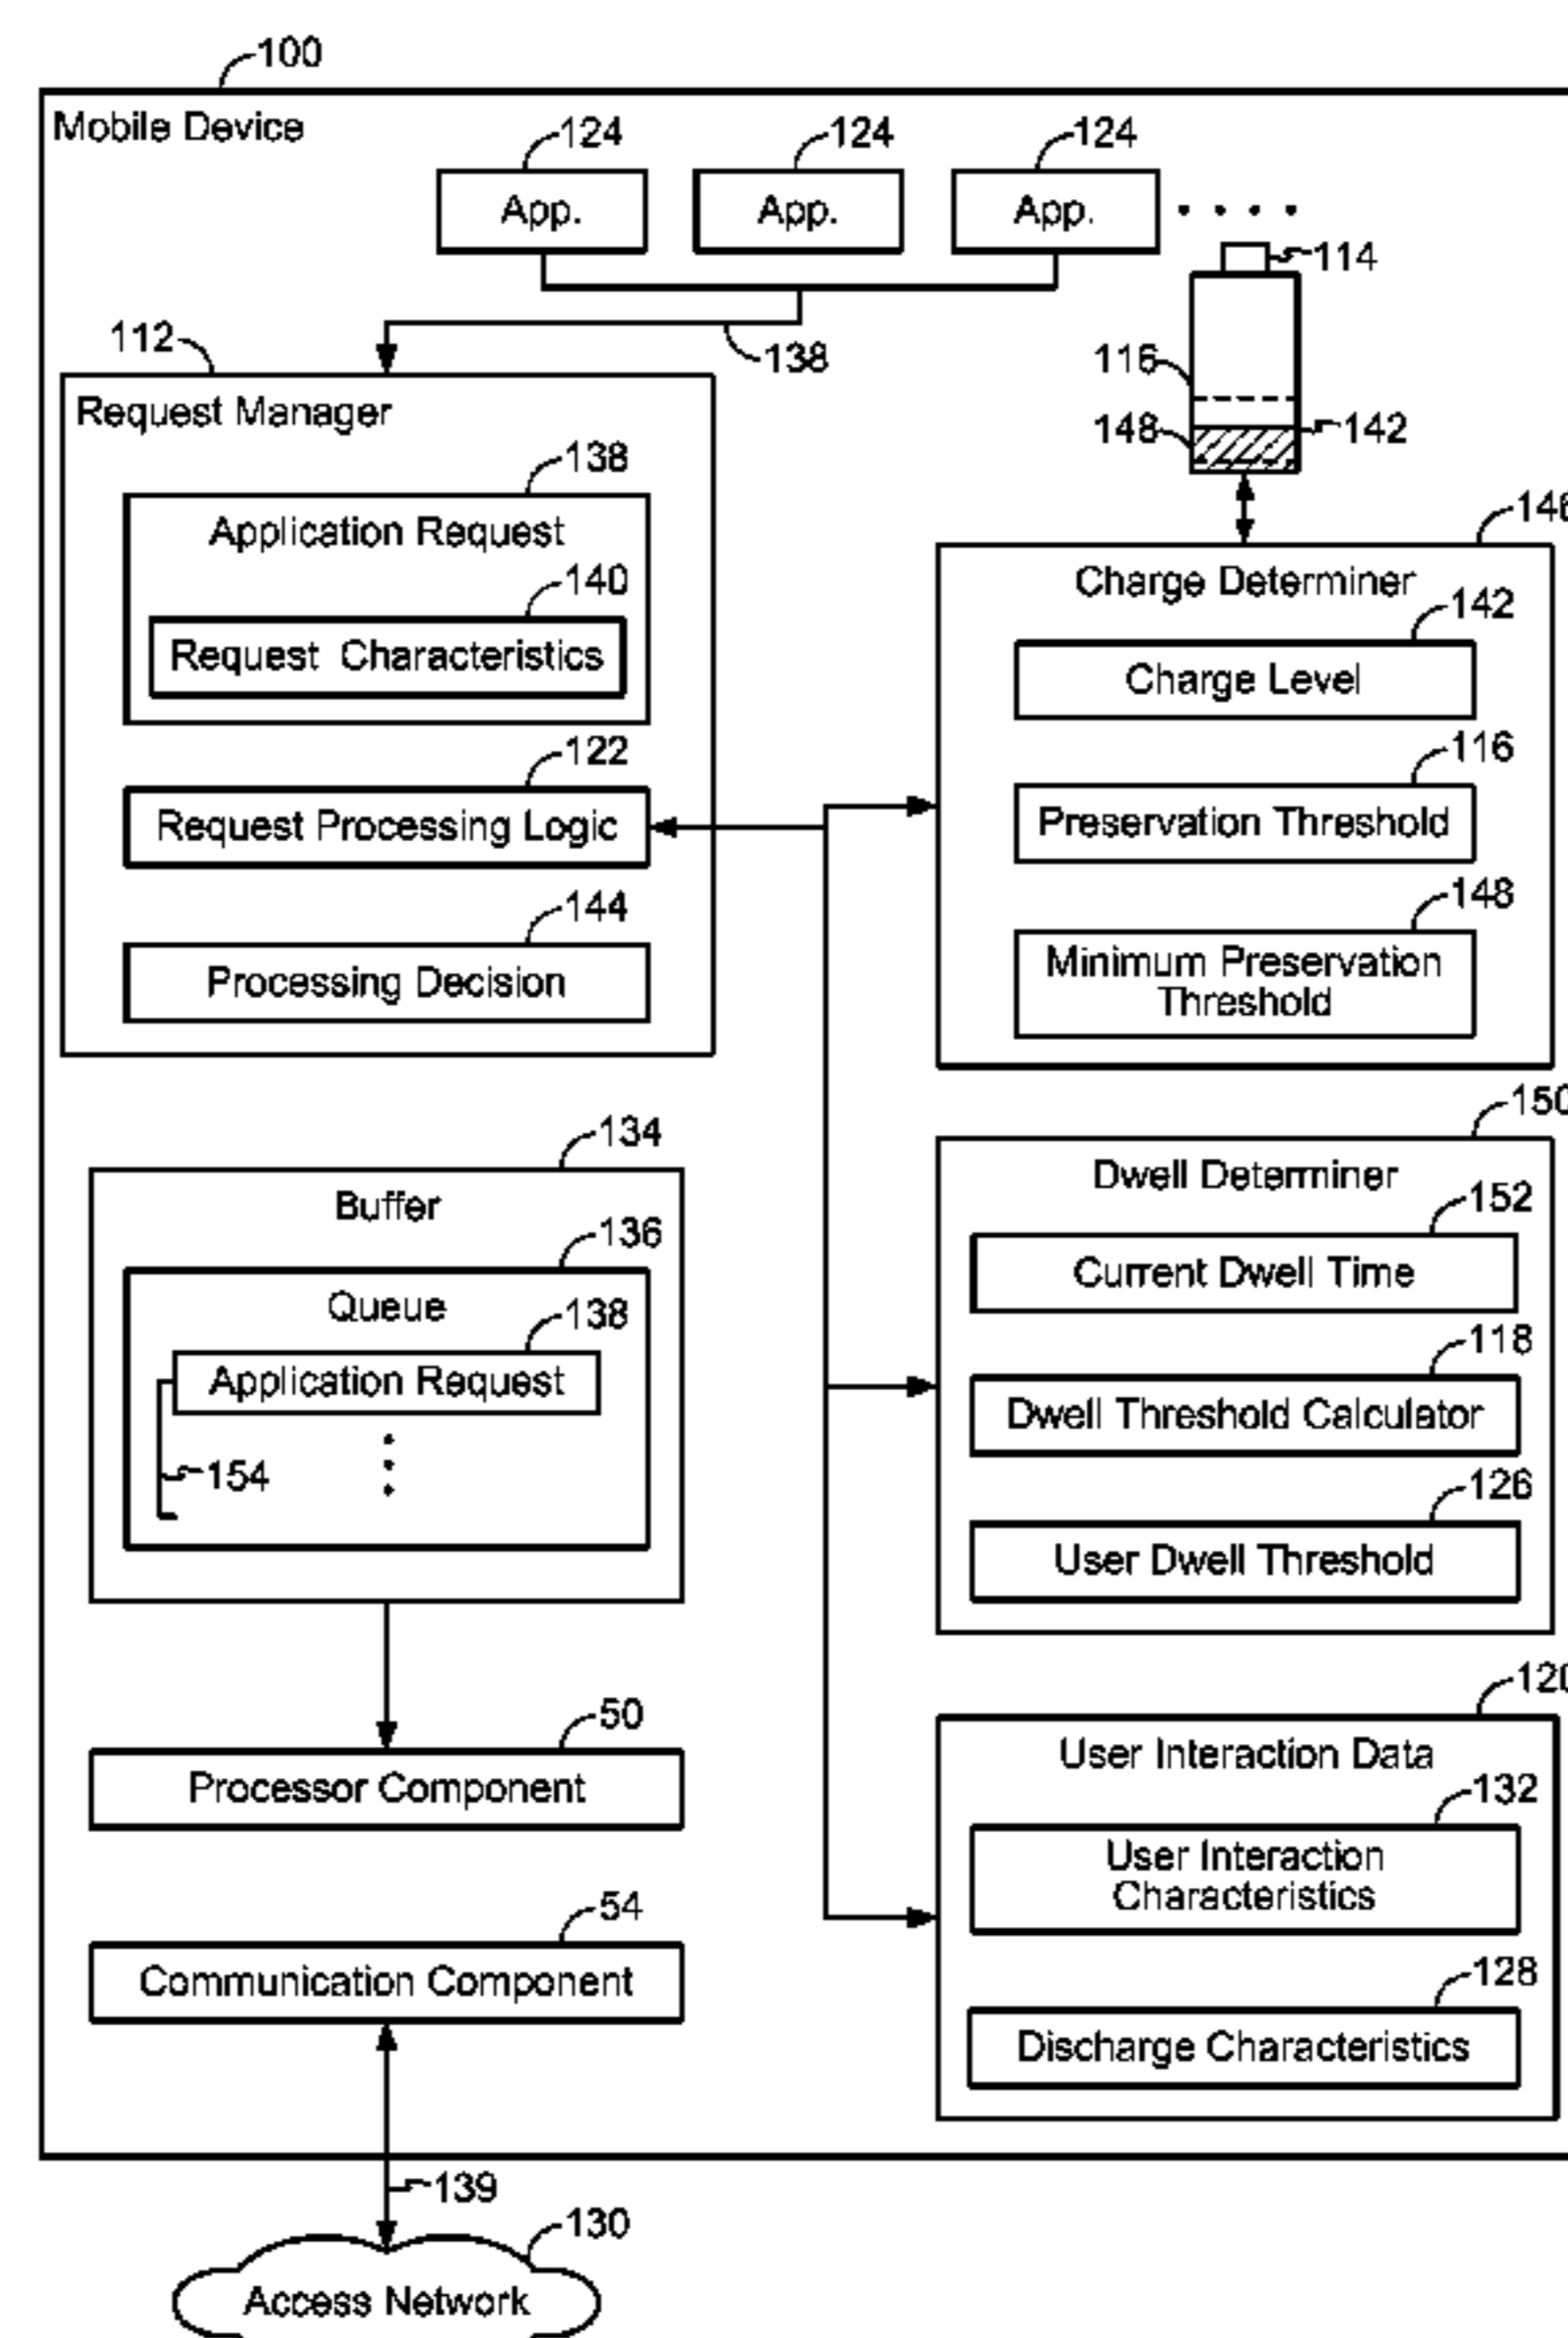 100
Mobile Device
124
124
124
App.
App.
App.
114
112
138
116
148
142
Request Manager
138
Application Request
140
Request Characteristics
122
Request Processing Logic
144
Processing Decision
146
Charge Determiner
142
Charge Level
116
Preservation Threshold
148
Minimum Preservation
Threshold
134
Buffer
136
Queue
138
Application Request
154
150
Dwell Determiner
152
Current Dwell Time
118
Dwell Threshold Calculator
126
User Dwell Threshold
50
Processor Component
54
Communication Component
120
User Interaction Data
132
User Interaction
Characteristics
128
Discharge Characteristics
139
130
Access Network